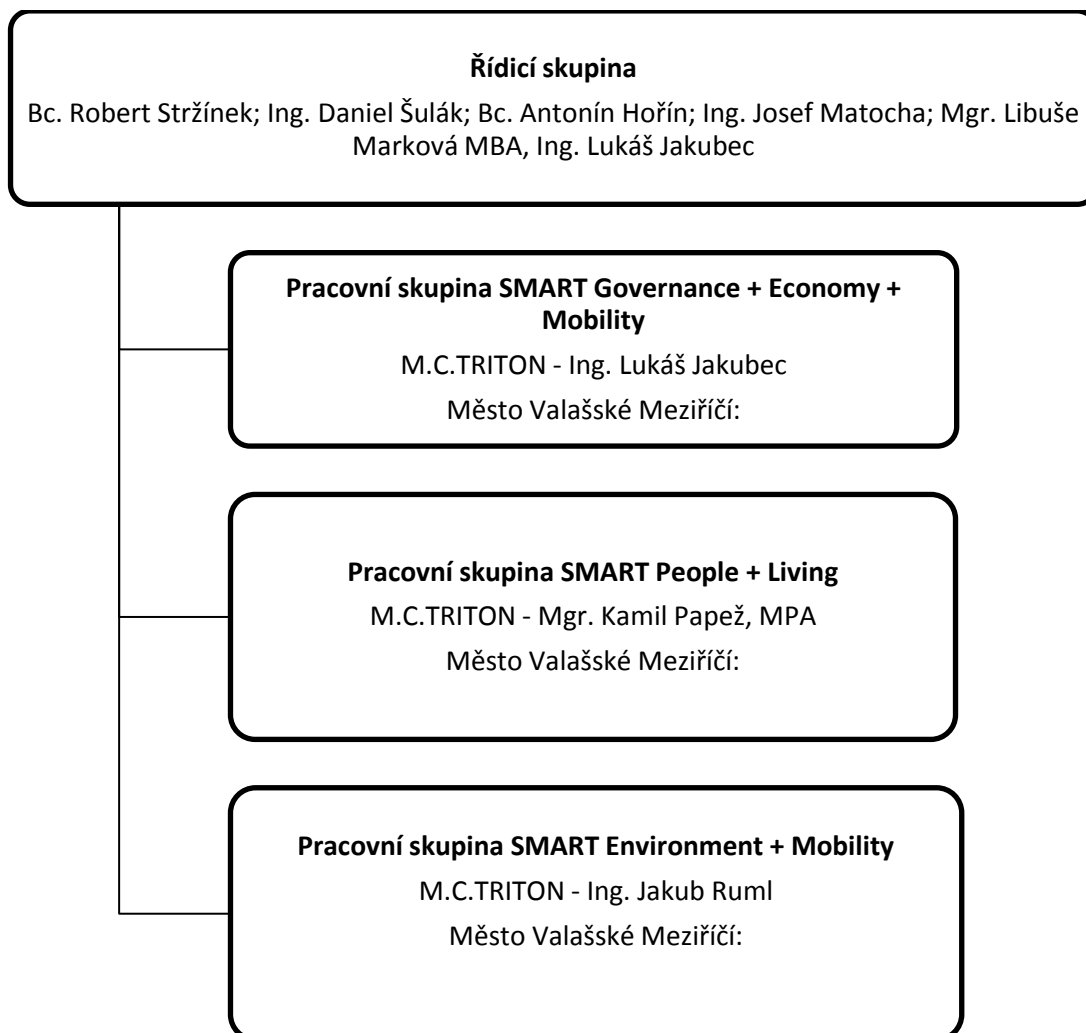 Řídicí skupina
Bc. Robert Stržínek; Ing. Daniel Šulák; Bc. Antonín Hořín; Ing. Josef Matocha; Mgr. Libuše
Marková MBA, Ing. Lukáš Jakubec
Pracovní skupina SMART Governance + Economy +
Mobility
M.C.TRITON - Ing. Lukáš Jakubec
Město Valašské Meziříčí:
Pracovní skupina SMART People + Living
M.C.TRITON - Mgr. Kamil Papež, MPA
Město Valašské Meziříčí:
Pracovní skupina SMART Environment + Mobility
M.C.TRITON - Ing. Jakub Ruml
Město Valašské Meziříčí: